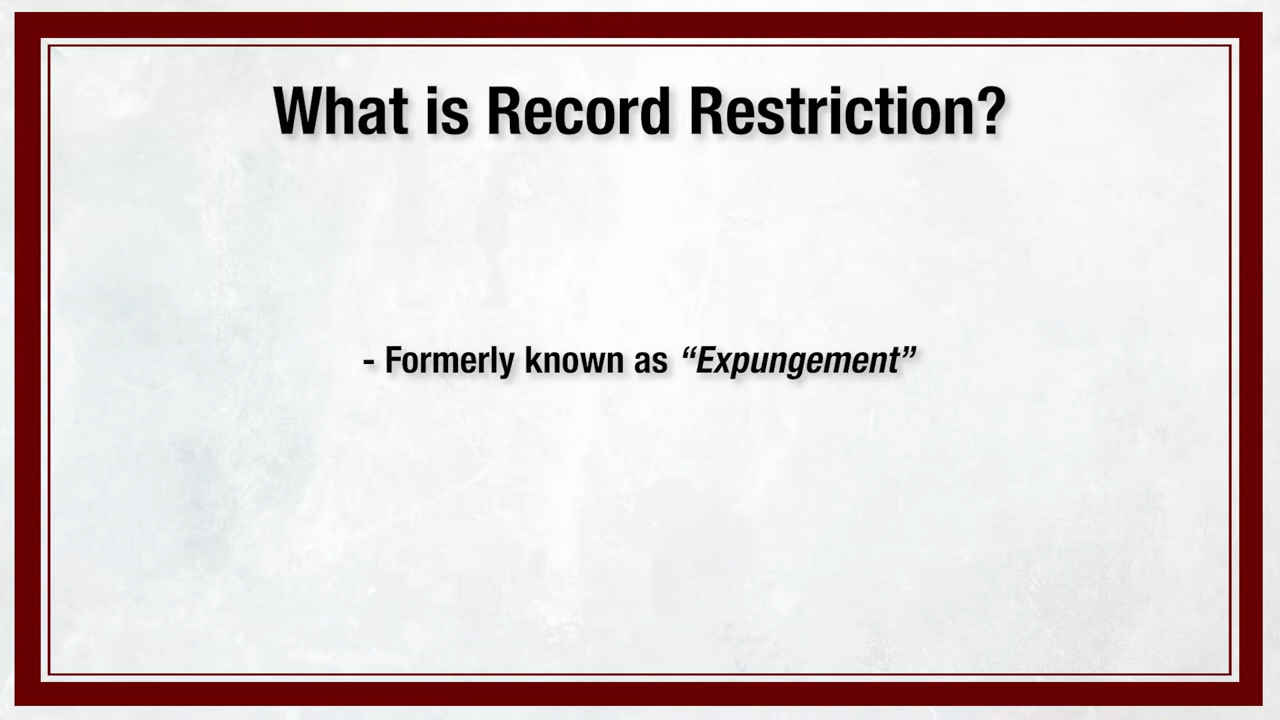 What is Record Restriction?
- Formerly known as “Expungement”